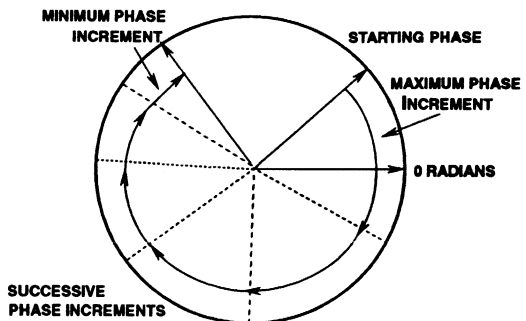 MINIMUM PHASE
INCREMENT
STARTING PHASE
MAXIMUM PHASE
INCREMENT
0 RADIANS
SUCCESSIVE
PHASE INCREMENTS